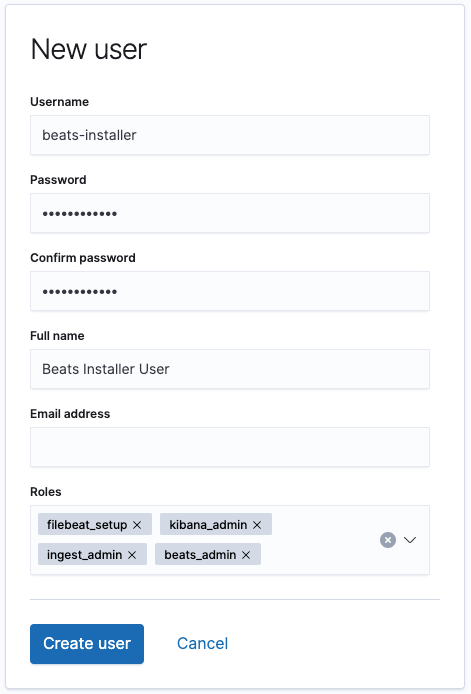 New user
Username
beats-installer
Password
••••••••••••
Confirm password
••••••••••••
Full name
Beats Installer User
Email address
Roles
filebeat_setup × kibana_admin ×
ingest_admin × beats_admin ×
Create user Cancel